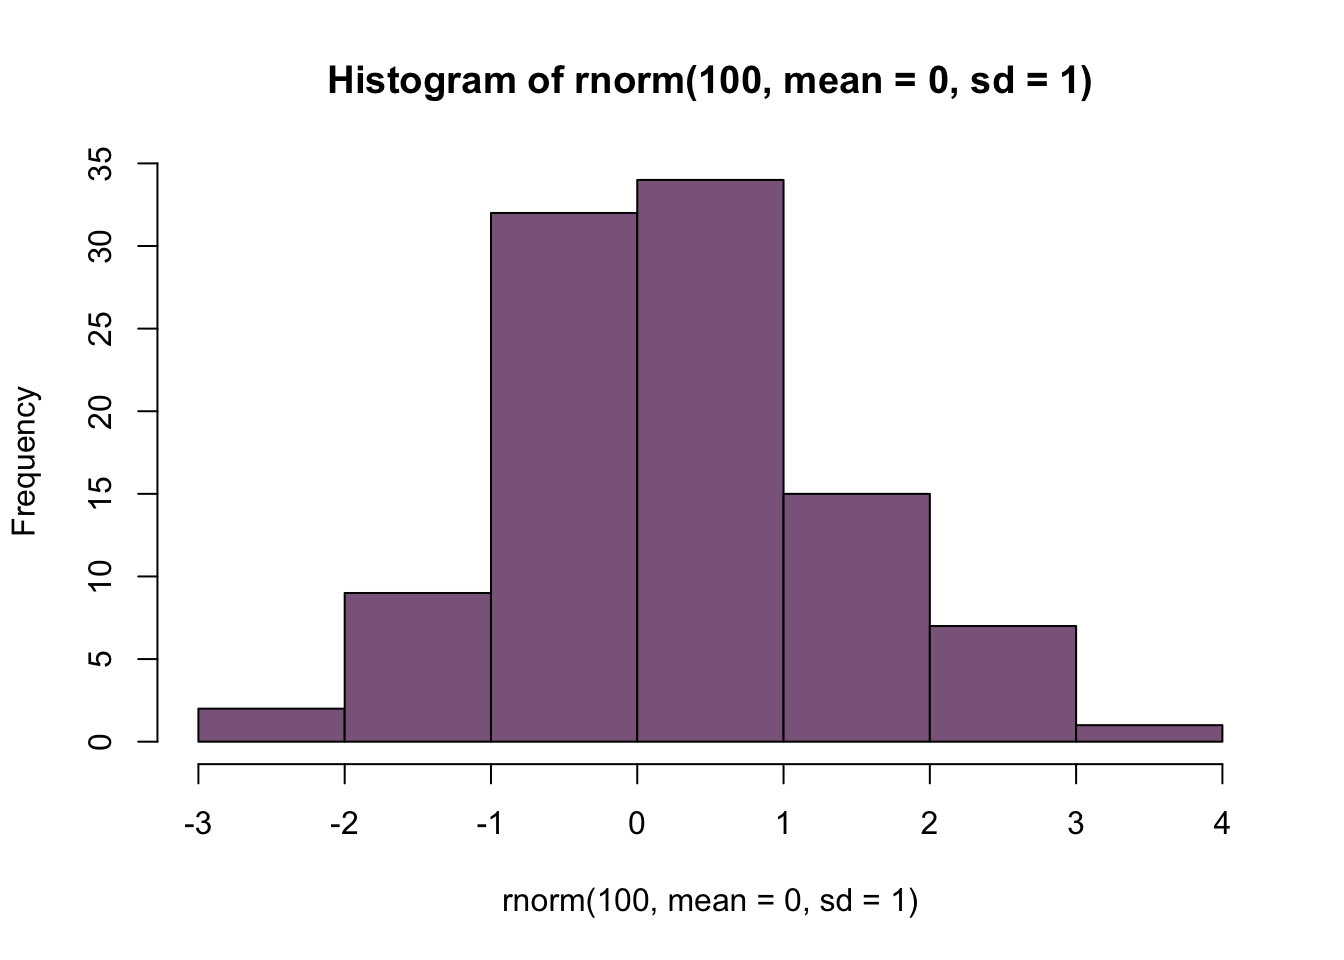 Histogram of rnorm(100, mean = 0, sd = 1)
35
30
25
20
15
10
5
0
Frequency
-3 -2 -1 0 1 2 3 4
rnorm(100, mean = 0, sd = 1)